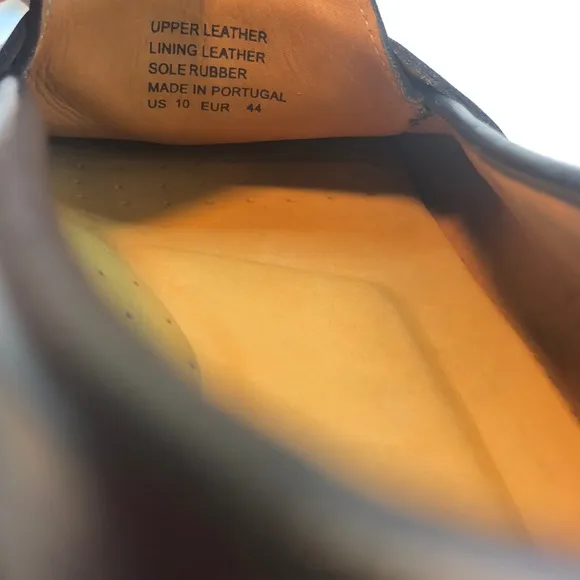 UPPER LEATHER
LINING LEATHER
SOLE RUBBER
MADE IN PORTUGAL
US 10 EUR 44